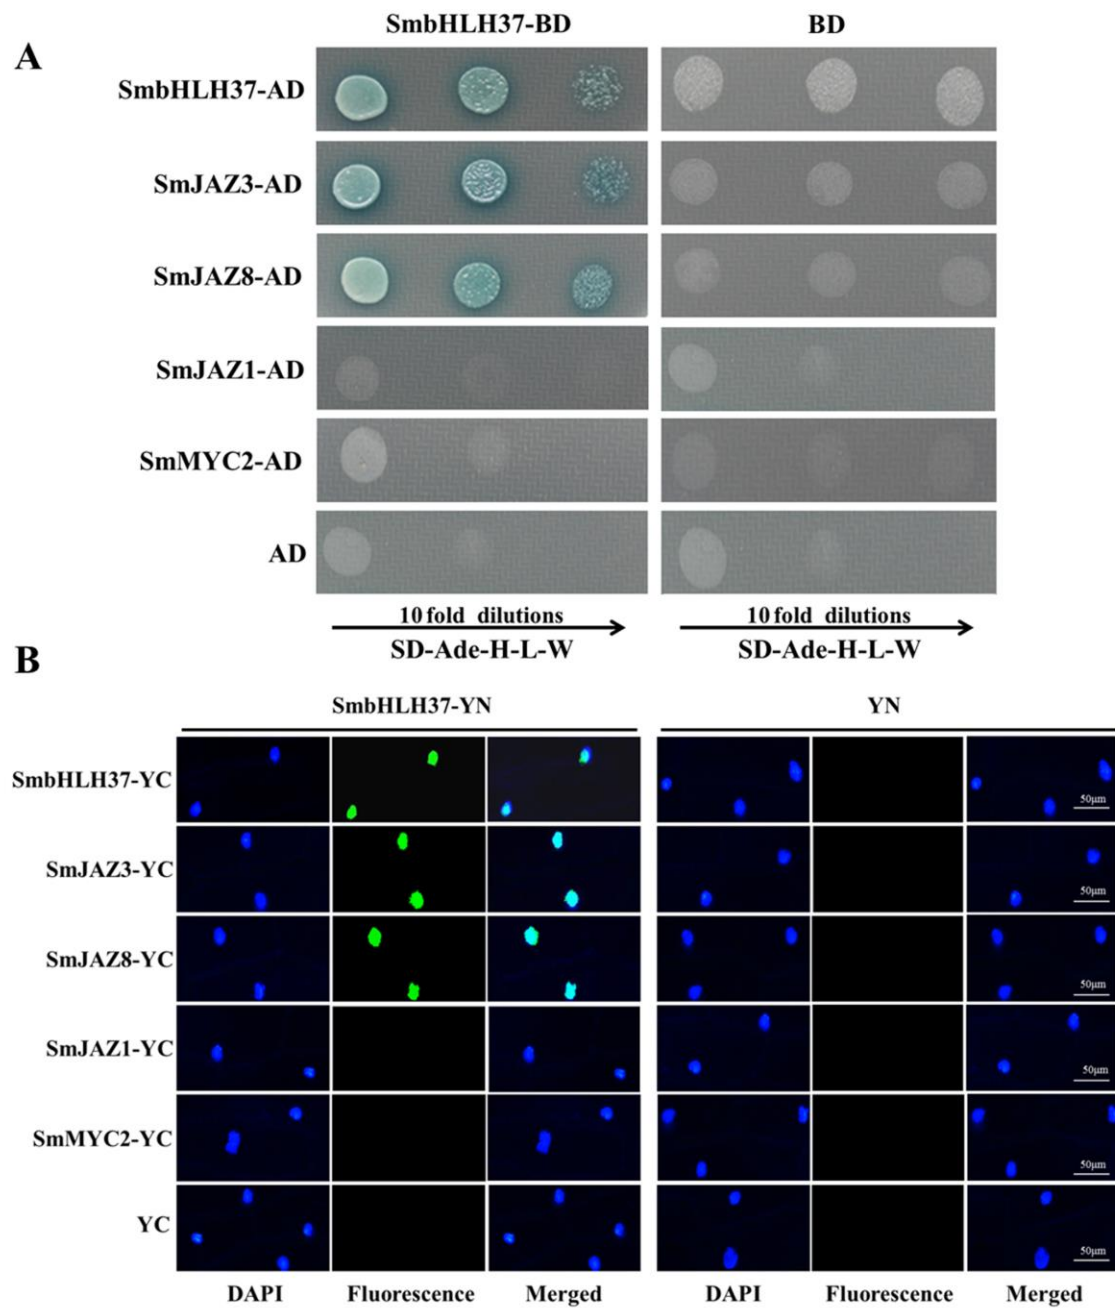 A
SmbHLH37-BD
BD
SmbHLH37-AD
SmJAZ3-AD
SmJAZ8-AD
SmJAZ1-AD
SmMYC2-AD
AD
10 fold dilutions
SD-Ade-H-L-W
10 fold dilutions
SD-Ade-H-L-W
B
SmbHLH37-YN
YN
SmbHLH37-YC
50μm
SmJAZ3-YC
50μm
SmJAZ8-YC
50μm
SmJAZ1-YC
50μm
SmMYC2-YC
50μm
YC
50μm
DAPI Fluorescence Merged DAPI Fluorescence Merged